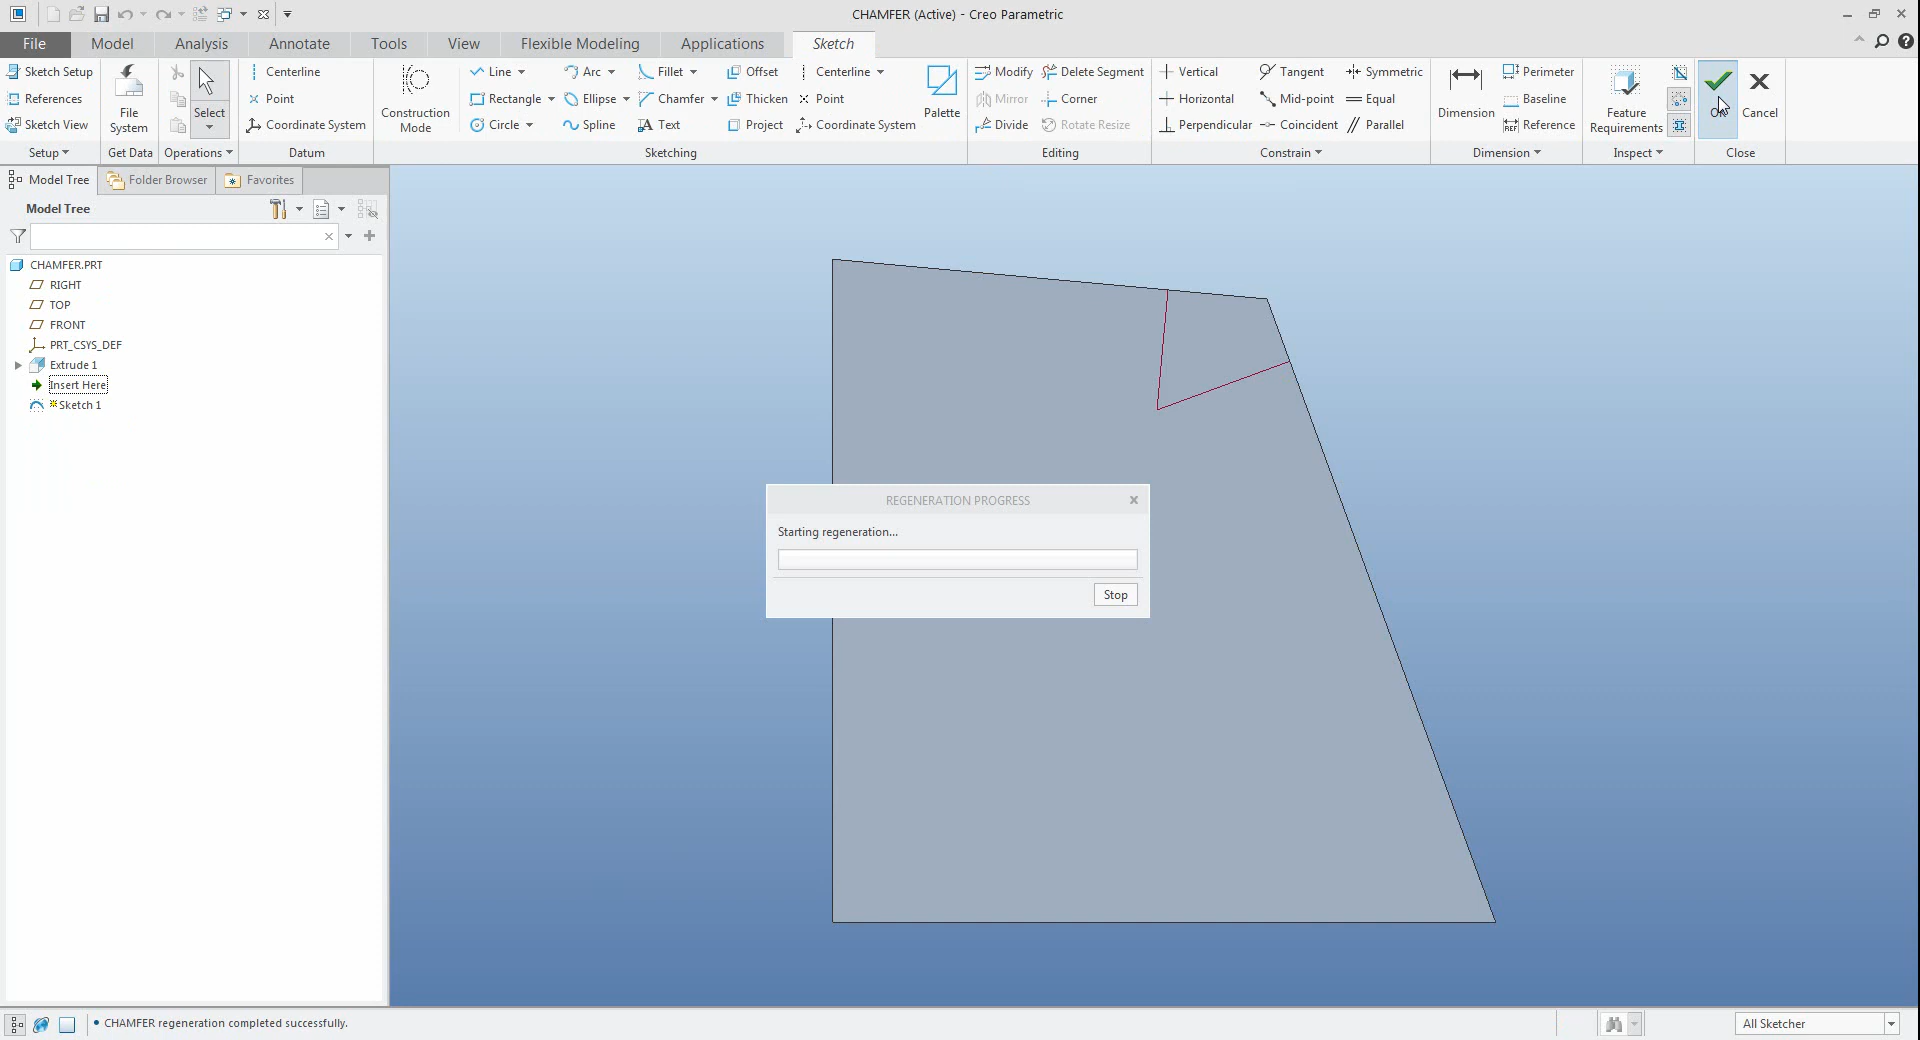 CHAMFER (Active) - Creo Parametric
File Model Analysis Annotate Tools View Flexible Modeling Applications Sketch
Sketch Setup
References
Sketch View
Setup
File System
Get Data
Select
Operations
Centerline
Point
Coordinate System
Datum
Construction Mode
Line Arc Fillet Offset Centerline
Rectangle Ellipse Chamfer Thicken Point
Circle Spline Text Project Coordinate System
Palette
Sketching
Modify Delete Segment
Mirror Corner
Divide Rotate Resize
Editing
Vertical Tangent Symmetric
Horizontal Mid-point Equal
Perpendicular Coincident Parallel
Constrain
Dimension
Perimeter
Baseline
Reference
Dimension
Feature Requirements
Inspect
OK
Cancel
Close
Model Tree Folder Browser Favorites
Model Tree
CHAMFER.PRT
RIGHT
TOP
FRONT
PRT_CSYS_DEF
Extrude 1
Insert Here
Sketch 1
REGENERATION PROGRESS
Starting regeneration...
Stop
• CHAMFER regeneration completed successfully.
All Sketcher